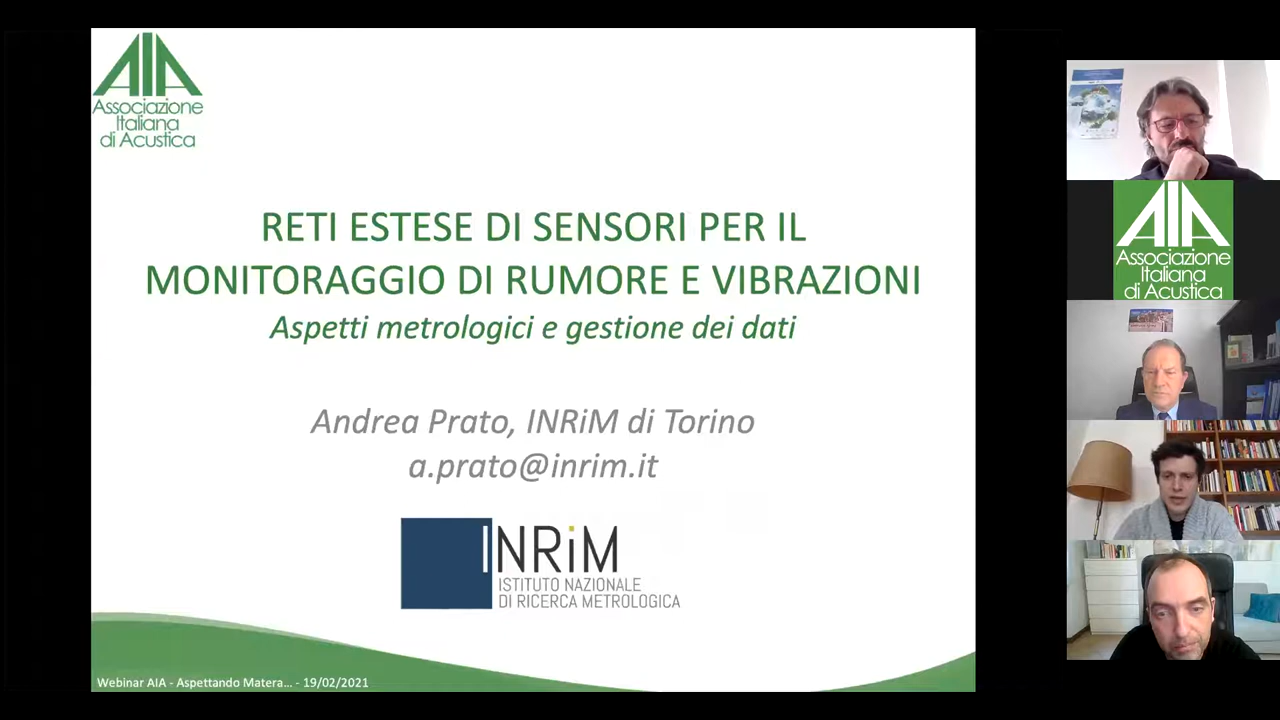 AIA
Associazione
Italiana
di Acustica
RETI ESTESE DI SENSORI PER IL
MONITORAGGIO DI RUMORE E VIBRAZIONI
Aspetti metrologici e gestione dei dati
Andrea Prato, INRiM di Torino
a.prato@inrim.it
INRiM
ISTITUTO NAZIONALE
DI RICERCA METROLOGICA
Webinar AIA - Aspettando Matera... - 19/02/2021
AIA
Associazione
Italiana
di Acustica